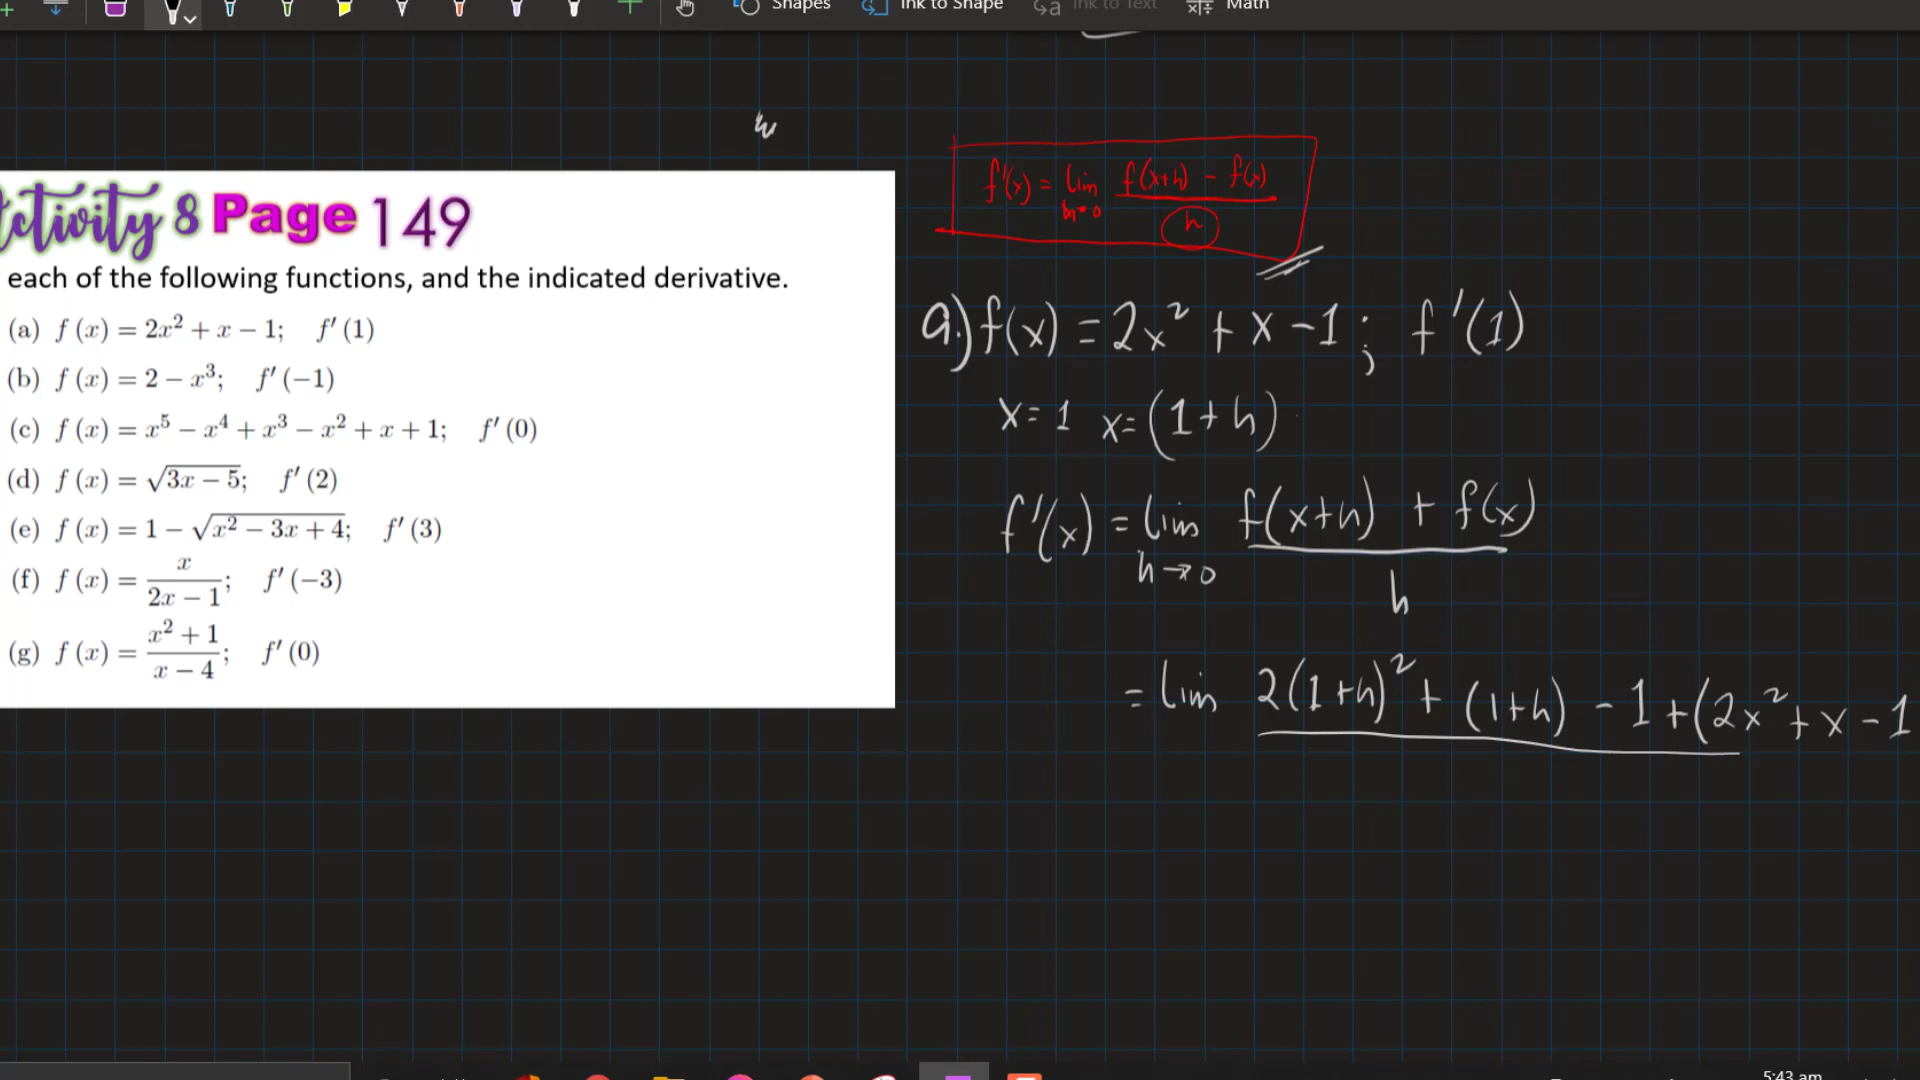 Shapes Ink to Shape Ink to Text Math
f'(x) = lim h→0 f(x+h) - f(x) / h
ctivity 8 Page 149
each of the following functions, and the indicated derivative.
(a) f (x) = 2x² + x − 1; f′ (1)
(b) f (x) = 2 − x³; f′ (−1)
(c) f (x) = x⁵ − x⁴ + x³ − x² + x + 1; f′ (0)
(d) f (x) = √(3x − 5); f′ (2)
(e) f (x) = 1 − √(x² − 3x + 4); f′ (3)
(f) f (x) = x / (2x − 1); f′ (−3)
(g) f (x) = (x² + 1) / (x − 4); f′ (0)
a.) f(x) = 2x² + x − 1 ; f'(1)
x = 1 x = (1+h)
f'(x) = lim h→0 f(x+h) + f(x) / h
= lim 2(1+h)² + (1+h) − 1 + (2x² + x − 1
5:43 am